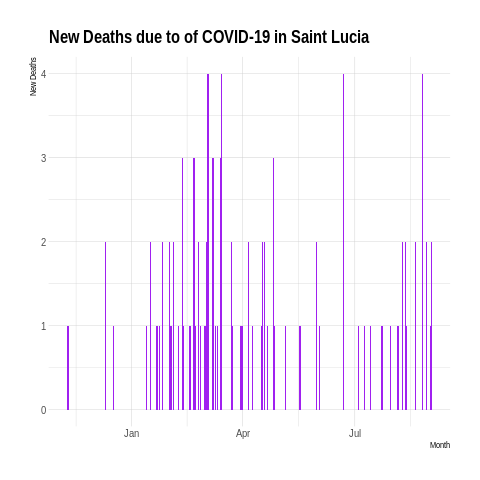 New Deaths due to of COVID-19 in Saint Lucia
New Deaths
4
3
2
1
0
Jan Apr Jul
Month